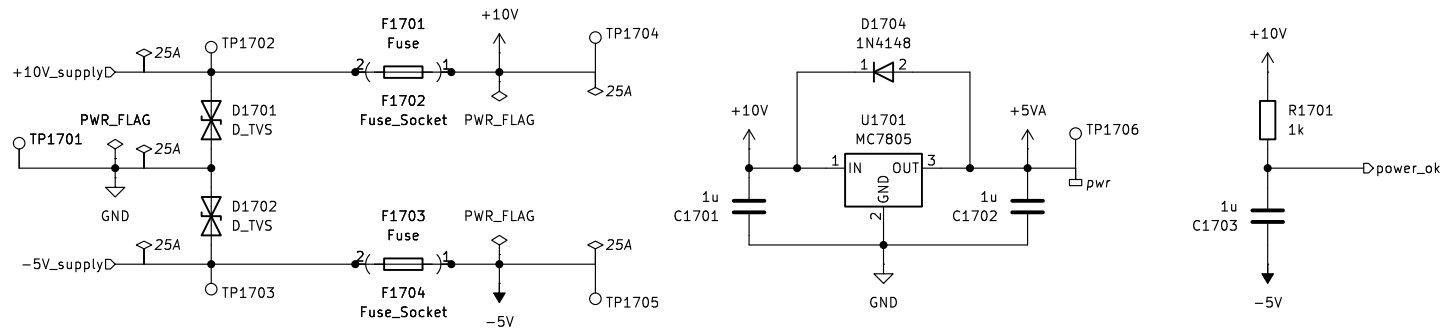 25A
TP1702
F1701
Fuse
+10V
TP1704
+10V_supply
2
1
F1702
Fuse_Socket
PWR_FLAG
25A
D1701
D_TVS
PWR_FLAG
TP1701
25A
GND
D1702
D_TVS
25A
F1703
Fuse
PWR_FLAG
25A
-5V_supply
2
1
TP1703
F1704
Fuse_Socket
-5V
TP1705
D1704
1N4148
1
2
+10V
U1701
MC7805
+5VA
TP1706
1
IN
OUT
3
GND
2
pwr
1u
C1701
1u
C1702
GND
+10V
R1701
1k
power_ok
1u
C1703
-5V